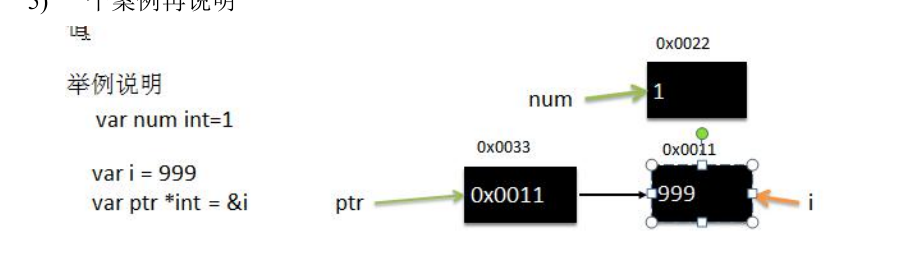 5) 一个案例再说明
值
举例说明
var num int=1
var i = 999
var ptr *int = &i
0x0022
num
1
0x0033
0x0011
ptr
0x0011
999
i